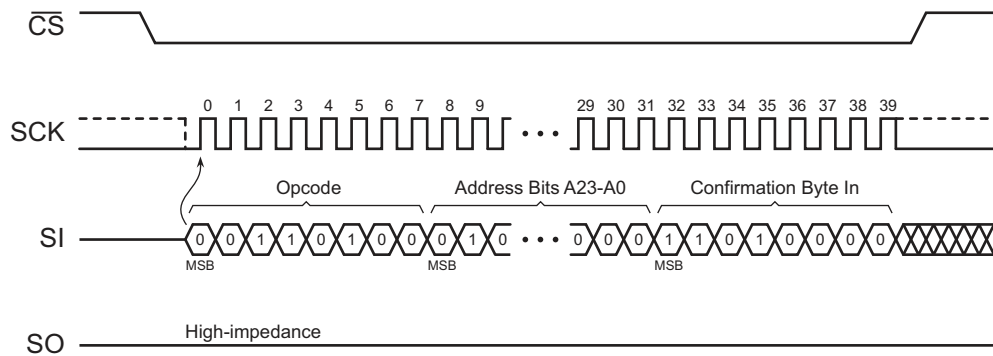 CS
0 1 2 3 4 5 6 7 8 9 29 30 31 32 33 34 35 36 37 38 39
SCK
Opcode Address Bits A23-A0 Confirmation Byte In
SI 0 0 1 1 0 1 0 0 0 1 0 0 0 0 1 1 0 1 0 0 0 0
MSB MSB MSB
High-impedance
SO